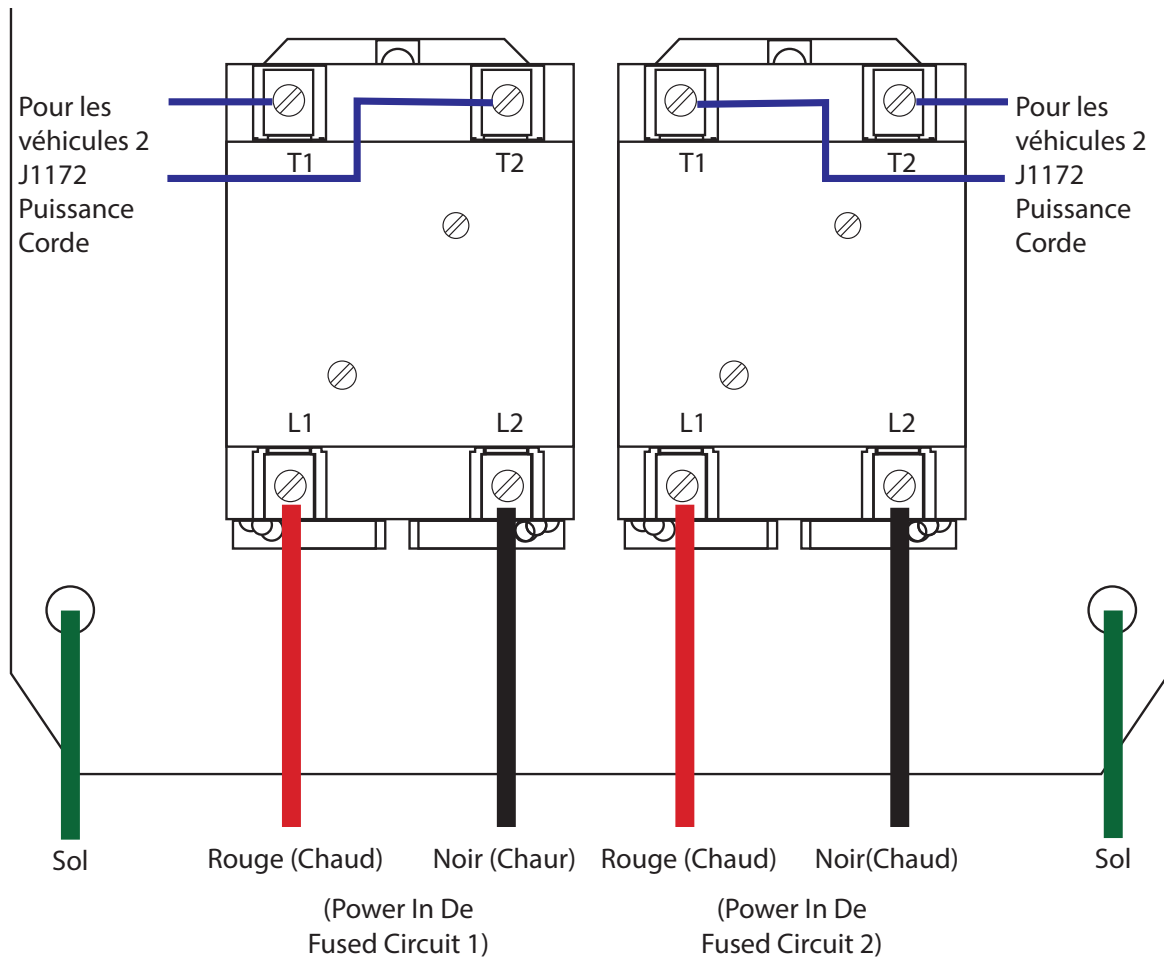 Pour les
véhicules 2
J1172
Puissance
Corde
T1
T2
L1
L2
T1
T2
L1
L2
Pour les
véhicules 2
J1172
Puissance
Corde
Sol
Rouge (Chaud)
Noir (Chaur)
Rouge (Chaud)
Noir(Chaud)
Sol
(Power In De
Fused Circuit 1)
(Power In De
Fused Circuit 2)